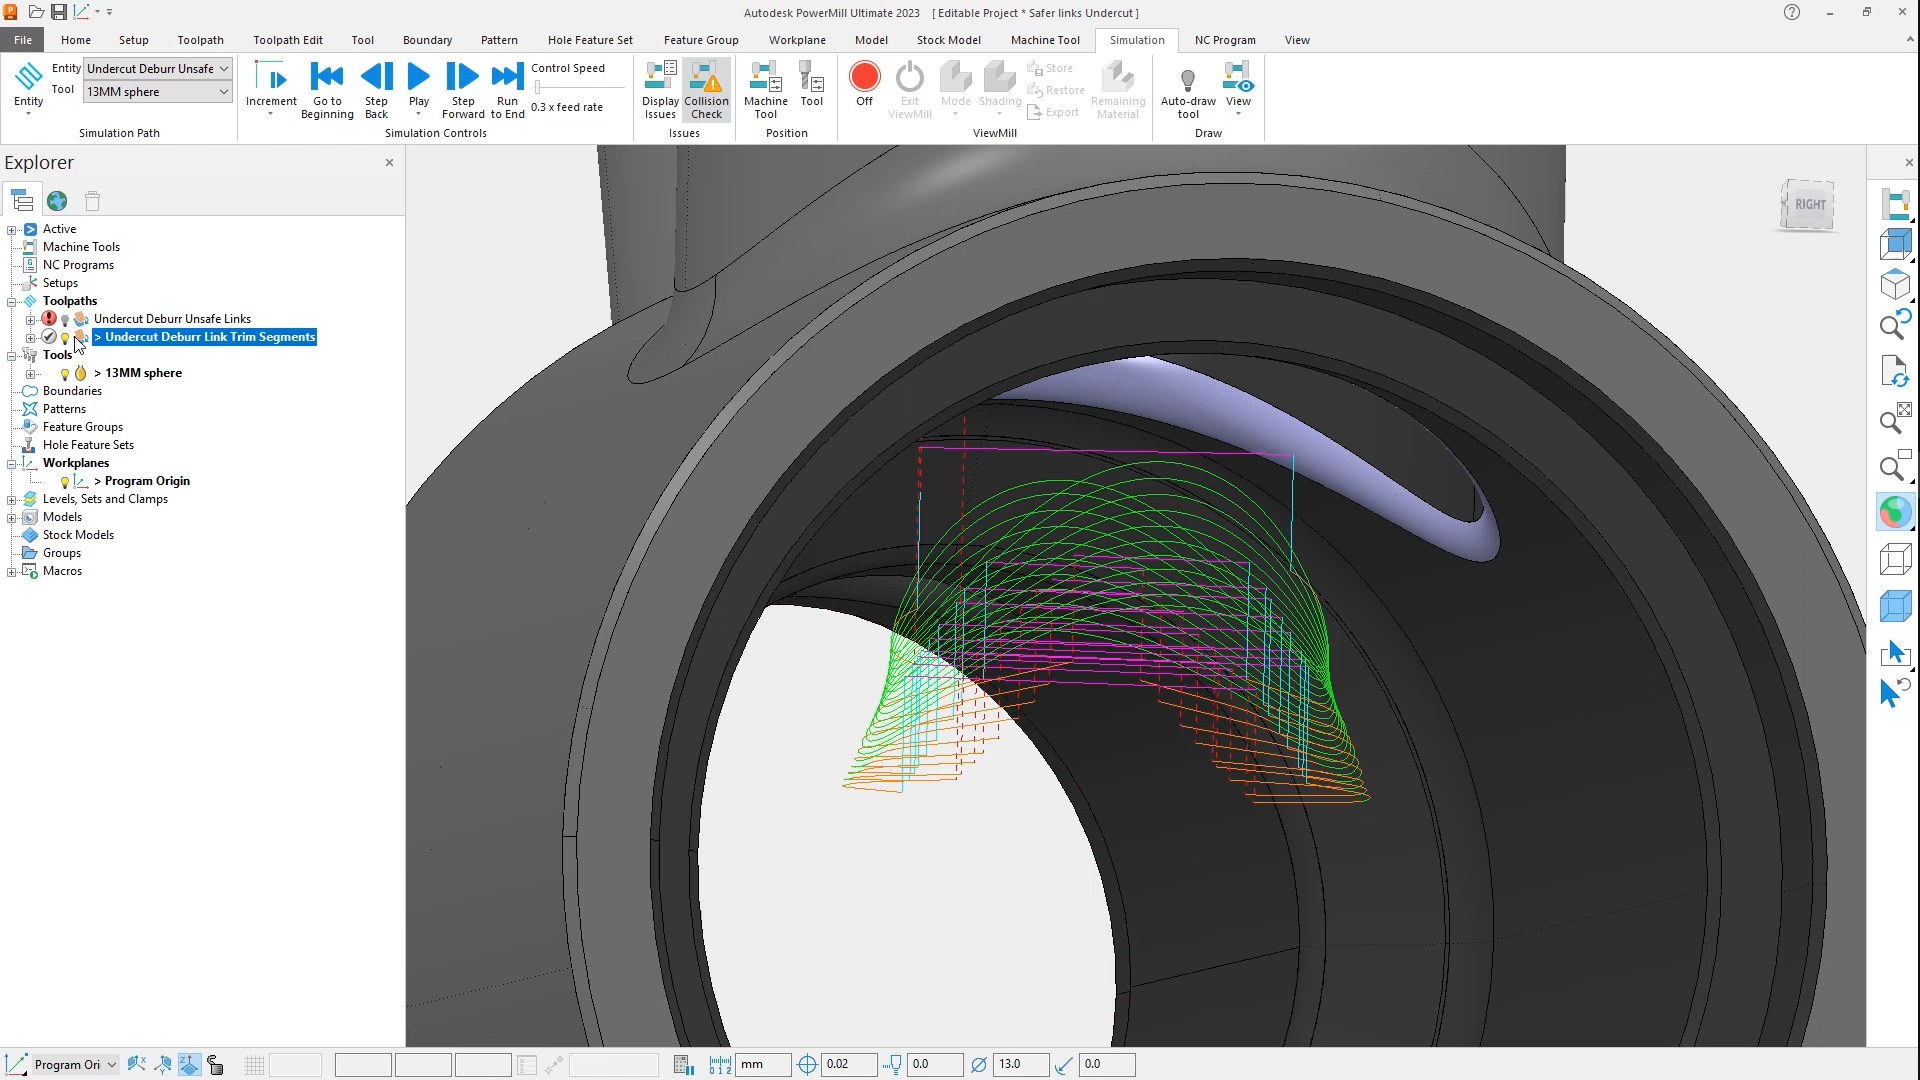 Autodesk PowerMill Ultimate 2023 [ Editable Project * Safer links Undercut ]
File Home Setup Toolpath Toolpath Edit Tool Boundary Pattern Hole Feature Set Feature Group Workplane Model Stock Model Machine Tool Simulation NC Program View
Entity
Entity Undercut Deburr Unsafe
Tool 13MM sphere
Simulation Path
Increment
Go to Beginning
Step Back
Play
Step Forward
Run to End
Control Speed
0.3 x feed rate
Simulation Controls
Display Issues
Collision Check
Issues
Machine Tool
Tool
Position
Off
Exit ViewMill
Mode
Shading
Store
Restore
Export
Remaining Material
ViewMill
Auto-draw tool
View
Draw
Explorer
Active
Machine Tools
NC Programs
Setups
Toolpaths
Undercut Deburr Unsafe Links
> Undercut Deburr Link Trim Segments
Tools
> 13MM sphere
Boundaries
Patterns
Feature Groups
Hole Feature Sets
Workplanes
> Program Origin
Levels, Sets and Clamps
Models
Stock Models
Groups
Macros
RIGHT
Program Ori mm 0.02 0.0 13.0 0.0